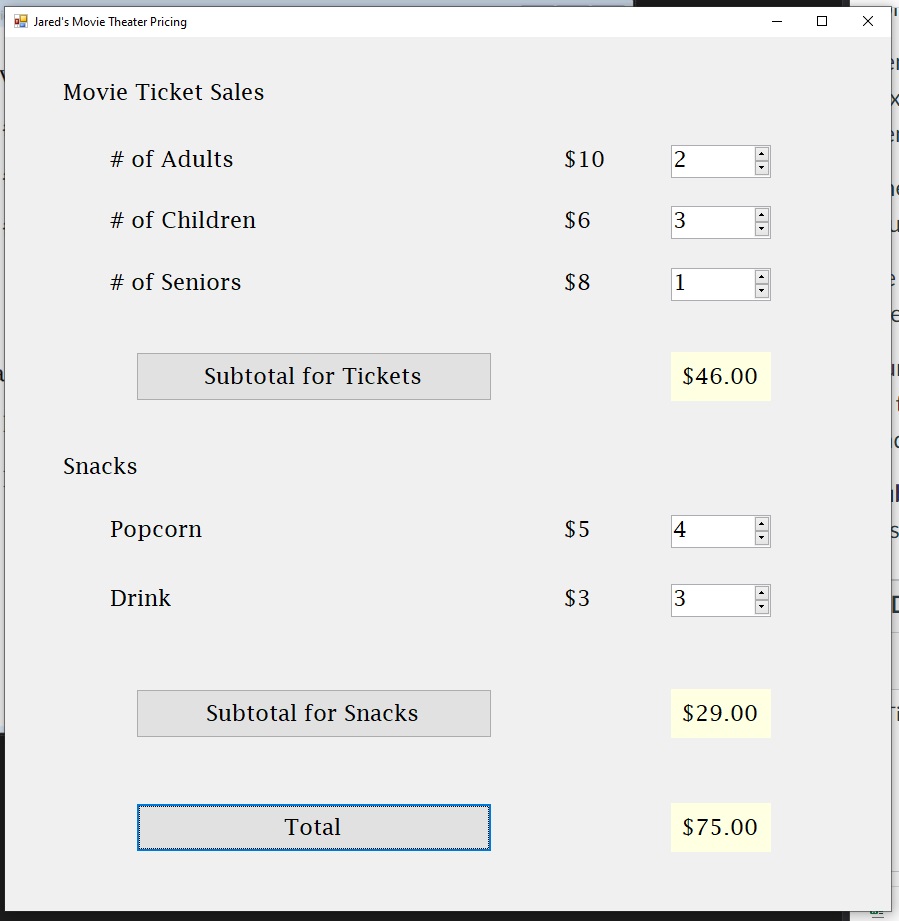 Jared's Movie Theater Pricing
Movie Ticket Sales
# of Adults $10 2
# of Children $6 3
# of Seniors $8 1
Subtotal for Tickets $46.00
Snacks
Popcorn $5 4
Drink $3 3
Subtotal for Snacks $29.00
Total $75.00